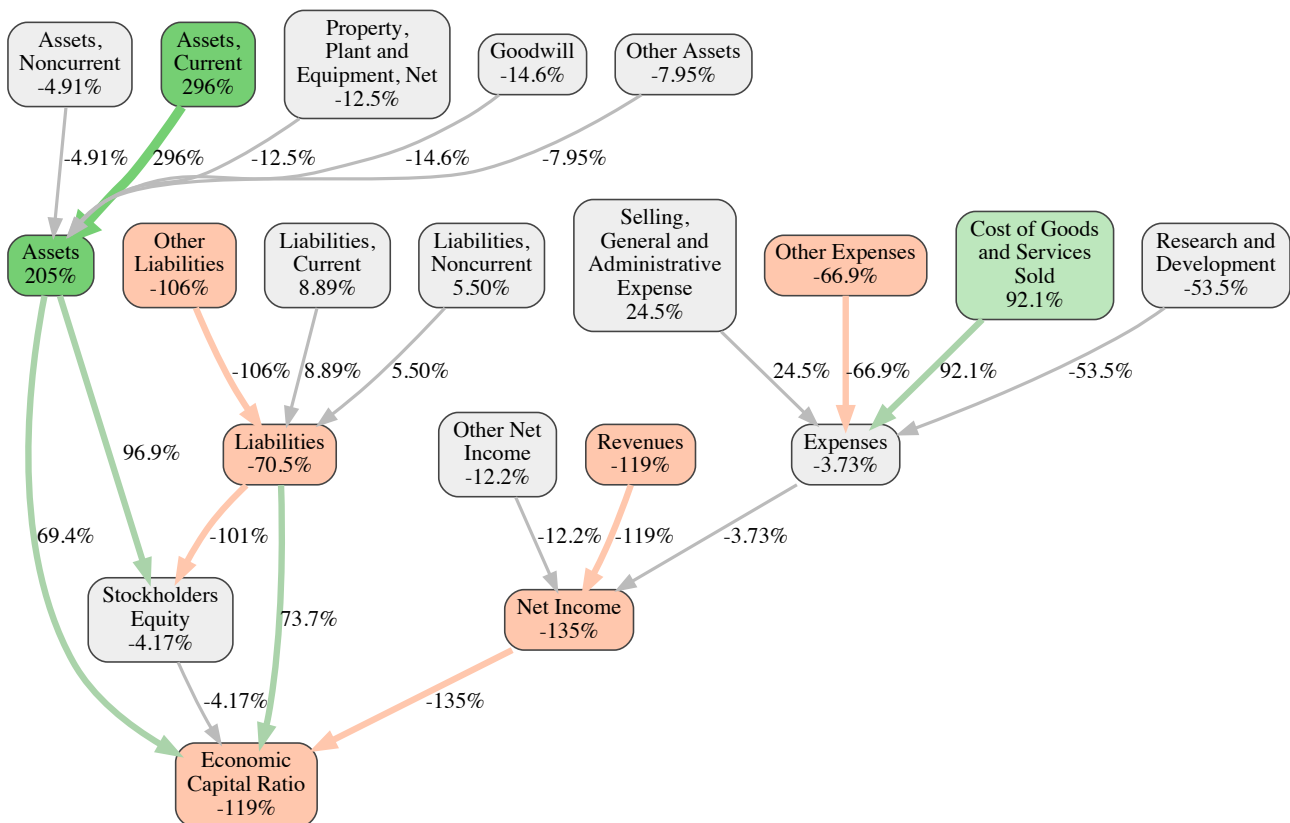 Assets,
Noncurrent
-4.91%
Assets,
Current
296%
Property,
Plant and
Equipment, Net
-12.5%
Goodwill
-14.6%
Other Assets
-7.95%
-4.91%
296%
-12.5%
-14.6%
-7.95%
Assets
205%
Other
Liabilities
-106%
Liabilities,
Current
8.89%
Liabilities,
Noncurrent
5.50%
Selling,
General and
Administrative
Expense
24.5%
Other Expenses
-66.9%
Cost of Goods
and Services
Sold
92.1%
Research and
Development
-53.5%
-106%
8.89%
5.50%
24.5%
-66.9%
92.1%
-53.5%
96.9%
Liabilities
-70.5%
Other Net
Income
-12.2%
Revenues
-119%
Expenses
-3.73%
69.4%
-101%
-12.2%
-119%
-3.73%
Stockholders
Equity
-4.17%
73.7%
Net Income
-135%
-4.17%
-135%
Economic
Capital Ratio
-119%